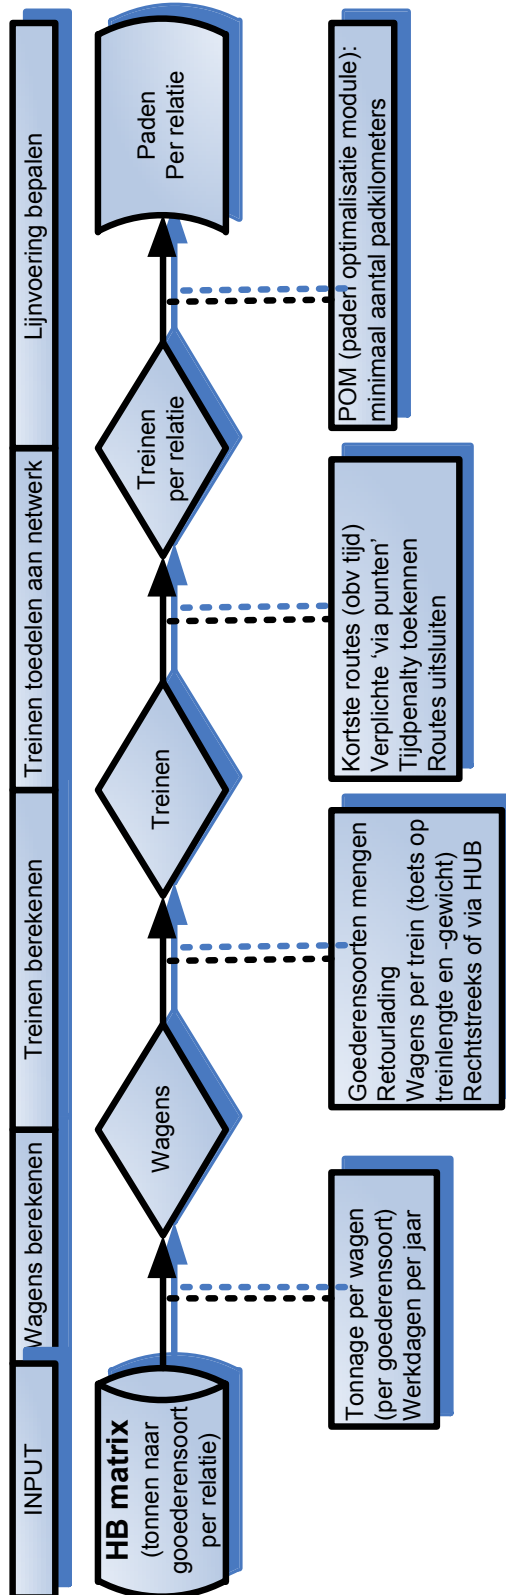 INPUT
Wagens berekenen
Treinen berekenen
Treinen toedelen aan netwerk
Lijnvoering bepalen
HB matrix
(tonnen naar
gooederensoort
per relatie)
Wagens
Treinen
Treinen
per relatie
Paden
Per relatie
Tonnage per wagen
(per goederensoort)
Werkdagen per jaar
Goederensoorten mengen
Retourlading
Wagens per trein (toets op
treinlengte en -gewicht)
Rechtstreeks of via HUB
Kortste routes (obv tijd)
Verplichte ‘via punten’
Tijdpenalty toekennen
Routes uitsluiten
POM (paden optimalisatie module):
minimaal aantal padkilometers